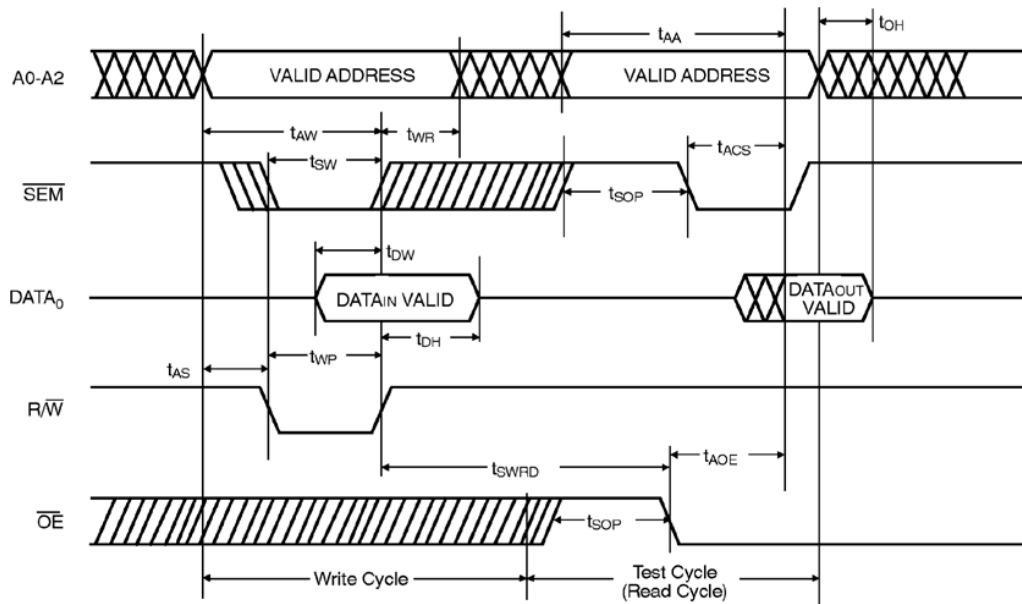 tAA
tOH
A0-A2
VALID ADDRESS
VALID ADDRESS
tAW
tWR
tSW
tACS
SEM
tSOP
tDW
DATA0
DATAIN VALID
DATAOUT
VALID
tWP
tDH
tAS
R/W
tSWRD
tAOE
OE
tSOP
Write Cycle
Test Cycle
(Read Cycle)